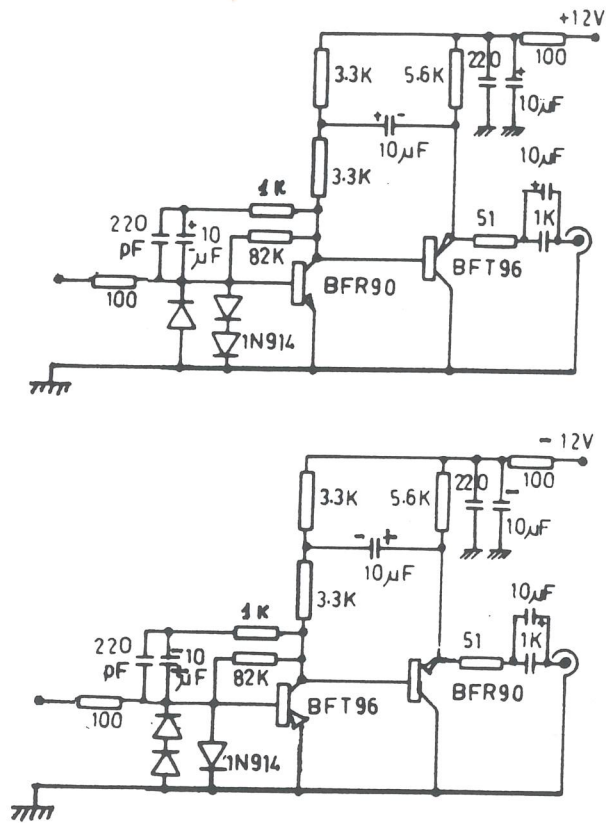 +12V
3.3K
5.6K
220
100
10µF
+
-
10µF
10µF
3.3K
1K
220
pF
+
10
-
µF
82K
100
BFR90
BFT96
51
+
1K
1N914
- 12V
3.3K
5.6K
220
-
100
10µF
-
+
10µF
10µF
3.3K
1K
220
pF
-
10
+
µF
82K
100
BFT96
BFR90
51
+
1K
1N914